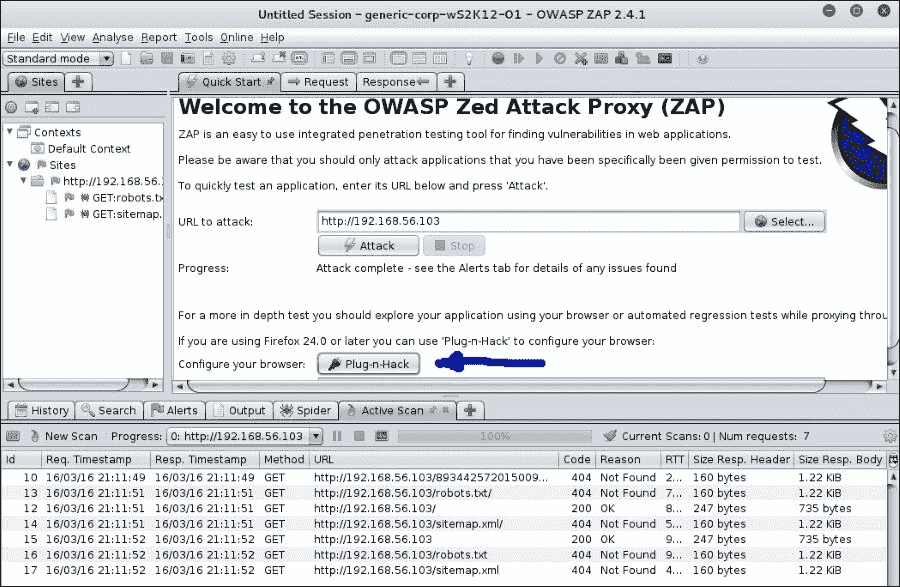 Untitled Session - generic-corp-wS2K12-01 - OWASP ZAP 2.4.1
File Edit View Analyse Report Tools Online Help
Standard mode
Sites
Quick Start Request Response
Welcome to the OWASP Zed Attack Proxy (ZAP)
ZAP is an easy to use integrated penetration testing tool for finding vulnerabilities in web applications.
Please be aware that you should only attack applications that you have been specifically been given permission to test.
To quickly test an application, enter its URL below and press 'Attack'.
Contexts
Default Context
Sites
http://192.168.56.
GET:robots.tx
GET:sitemap.
URL to attack: http://192.168.56.103 Select...
Attack Stop
Progress: Attack complete - see the Alerts tab for details of any issues found
For a more in depth test you should explore your application using your browser or automated regression tests while proxying throu
If you are using Firefox 24.0 or later you can use 'Plug-n-Hack' to configure your browser:
Configure your browser: Plug-n-Hack
History Search Alerts Output Spider Active Scan
New Scan Progress: 0: http://192.168.56.103 100% Current Scans: 0 Num requests: 7
Id Req. Timestamp Resp. Timestamp Method URL Code Reason RTT Size Resp. Header Size Resp. Body
10 16/03/16 21:11:49 16/03/16 21:11:49 GET http://192.168.56.103/893442572015009... 404 Not Found 2... 160 bytes 1.22 KiB
13 16/03/16 21:11:51 16/03/16 21:11:51 GET http://192.168.56.103/robots.txt/ 404 Not Found 7... 160 bytes 1.22 KiB
12 16/03/16 21:11:51 16/03/16 21:11:51 GET http://192.168.56.103/ 200 OK 8... 247 bytes 735 bytes
14 16/03/16 21:11:51 16/03/16 21:11:51 GET http://192.168.56.103/sitemap.xml/ 404 Not Found 5... 160 bytes 1.22 KiB
15 16/03/16 21:11:52 16/03/16 21:11:52 GET http://192.168.56.103 200 OK 9... 247 bytes 735 bytes
16 16/03/16 21:11:52 16/03/16 21:11:52 GET http://192.168.56.103/robots.txt 404 Not Found 9... 160 bytes 1.22 KiB
17 16/03/16 21:11:52 16/03/16 21:11:52 GET http://192.168.56.103/sitemap.xml 404 Not Found 4... 160 bytes 1.22 KiB